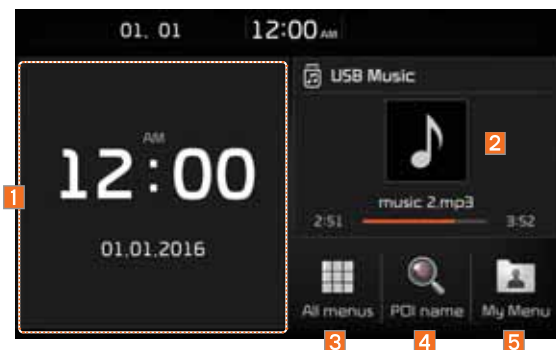 01. 01 12:00 AM
USB Music
AM
12:00
01.01.2016
music 2.mp3
2:51 3:52
All menus POI name My Menu
1
2
3 4 5